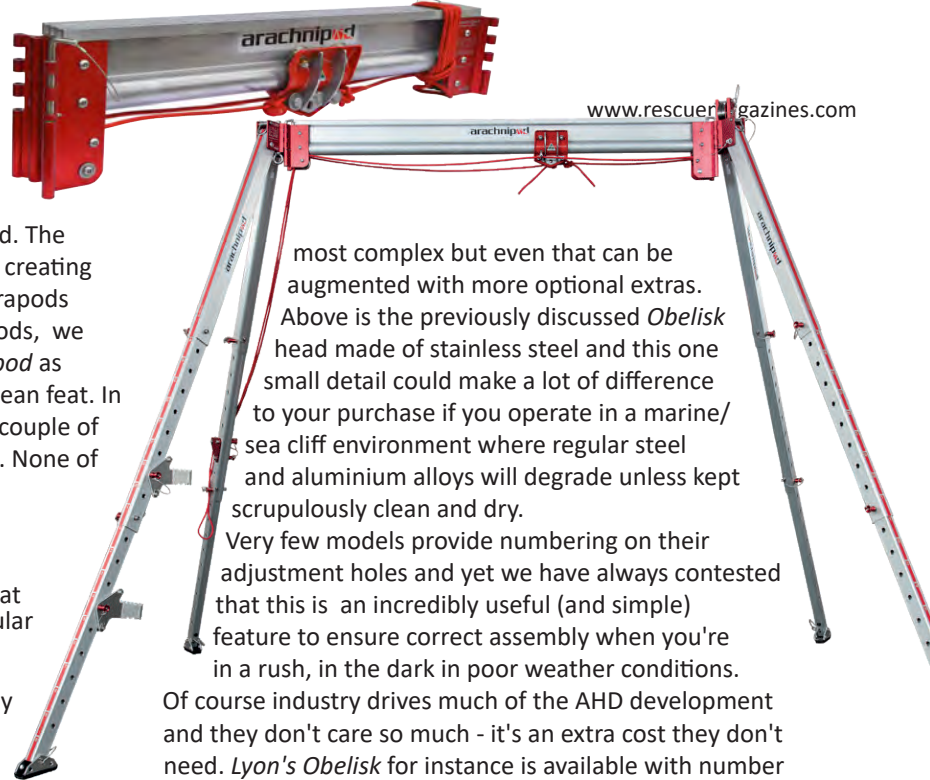 arachnipod
www.rescuemagazines.com
arachnipod
arachnipod
arachnipod
d. The
creating
rapods
ods, we
pod as
ean feat. In
couple of
. None of
at
ular
y
most complex but even that can be
augmented with more optional extras.
Above is the previously discussed Obelisk
head made of stainless steel and this one
small detail could make a lot of difference
to your purchase if you operate in a marine/
sea cliff environment where regular steel
and aluminium alloys will degrade unless kept
scrupulously clean and dry.
Very few models provide numbering on their
adjustment holes and yet we have always contested
that this is an incredibly useful (and simple)
feature to ensure correct assembly when you're
in a rush, in the dark in poor weather conditions.
Of course industry drives much of the AHD development
and they don't care so much - it's an extra cost they don't
need. Lyon's Obelisk for instance is available with number